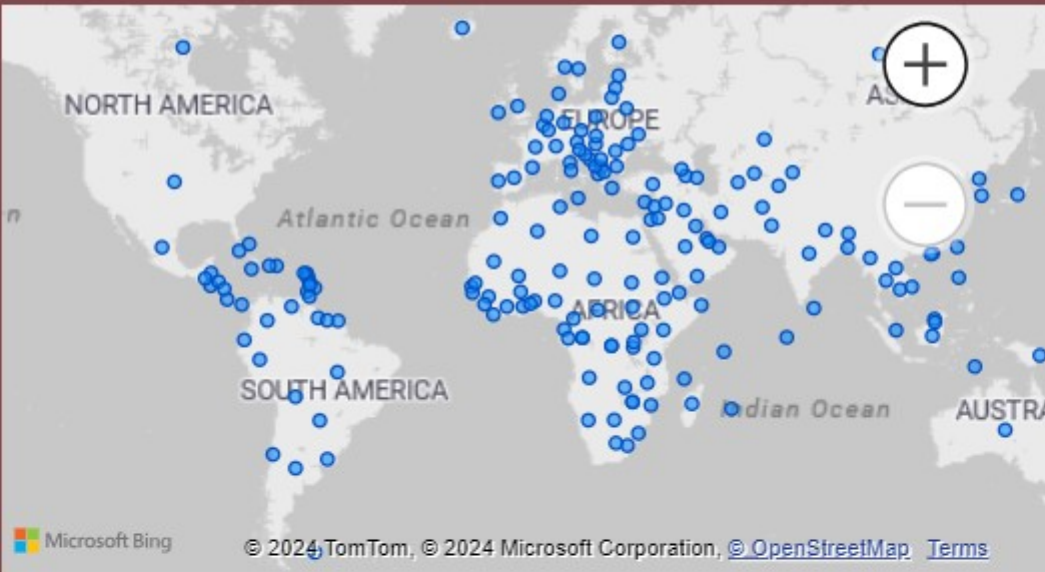 NORTH AMERICA
EUROPE
AS
n
Atlantic Ocean
AFRICA
SOUTH AMERICA
Indian Ocean
AUSTRA
Microsoft Bing
© 2024 TomTom, © 2024 Microsoft Corporation, © OpenStreetMap Terms